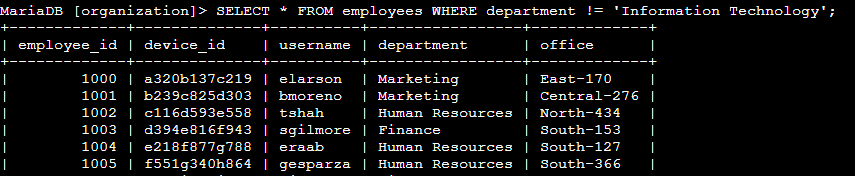 MariaDB [organization]> SELECT * FROM employees WHERE department != 'Information Technology';
+-------------+--------------+----------+-----------------+-------------+
| employee_id | device_id    | username | department      | office      |
+-------------+--------------+----------+-----------------+-------------+
|        1000 | a320b137c219 | elarson  | Marketing       | East-170    |
|        1001 | b239c825d303 | bmoreno  | Marketing       | Central-276 |
|        1002 | c116d593e558 | tshah    | Human Resources | North-434   |
|        1003 | d394e816f943 | sgilmore | Finance         | South-153   |
|        1004 | e218f877g788 | eraab    | Human Resources | South-127   |
|        1005 | f551g340h864 | gesparza | Human Resources | South-366   |